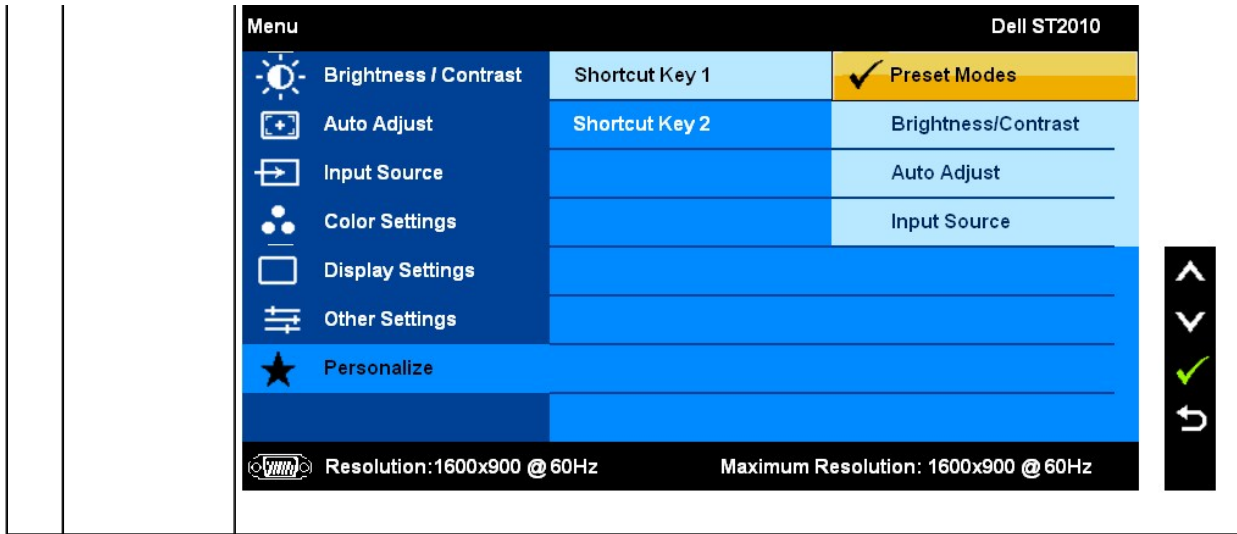 Menu Dell ST2010
Brightness / Contrast Shortcut Key 1 Preset Modes
Auto Adjust Shortcut Key 2 Brightness/Contrast
Input Source Auto Adjust
Color Settings Input Source
Display Settings
Other Settings
Personalize
Resolution:1600x900 @60Hz Maximum Resolution: 1600x900 @60Hz